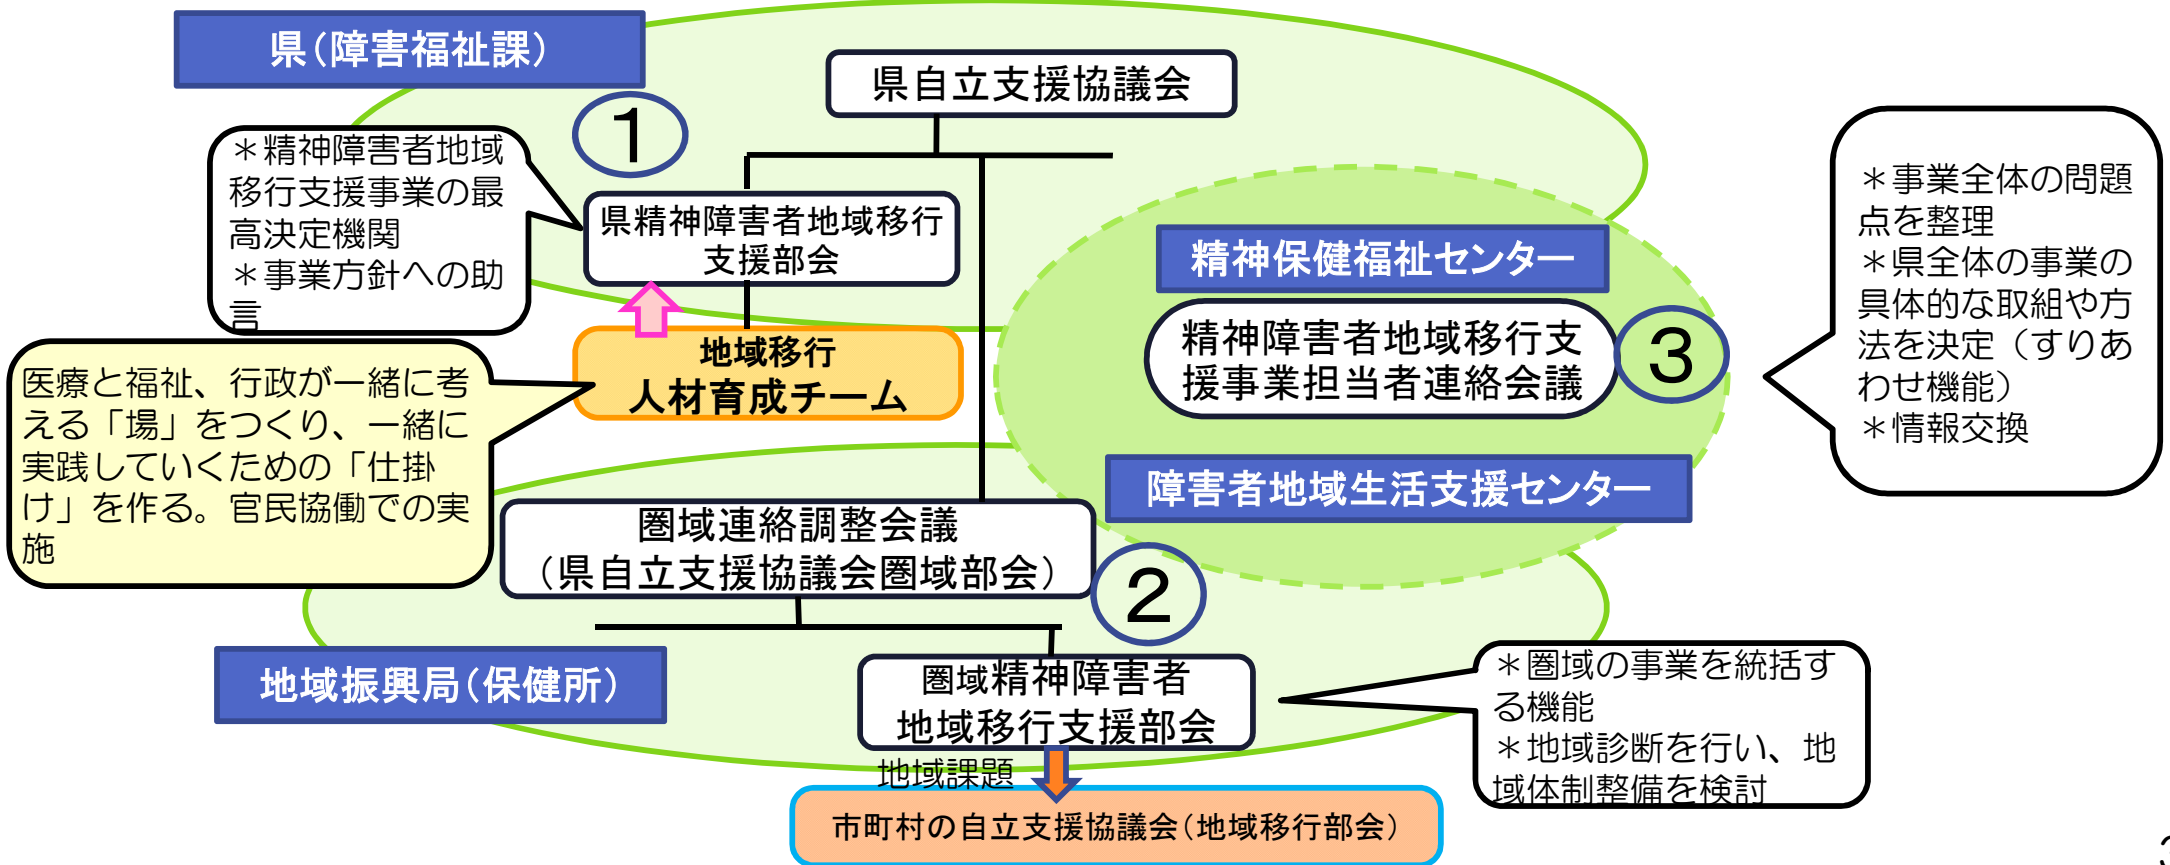 県（障害福祉課）
県自立支援協議会
１
＊精神障害者地域
移行支援事業の最
高決定機関
＊事業方針への助
言
県精神障害者地域移行
支援部会
地域移行
人材育成チーム
医療と福祉、行政が一緒に考
える「場」をつくり、一緒に
実践していくための「仕掛
け」を作る。官民協働での実
施
精神保健福祉センター
精神障害者地域移行支
援事業担当者連絡会議
３
障害者地域生活支援センター
＊事業全体の問題
点を整理
＊県全体の事業の
具体的な取組や方
法を決定（すりあ
わせ機能）
＊情報交換
圏域連絡調整会議
（県自立支援協議会圏域部会）
２
地域振興局（保健所）
圏域精神障害者
地域移行支援部会
＊圏域の事業を統括す
る機能
＊地域診断を行い、地
域体制整備を検討
地域課題
市町村の自立支援協議会（地域移行部会）